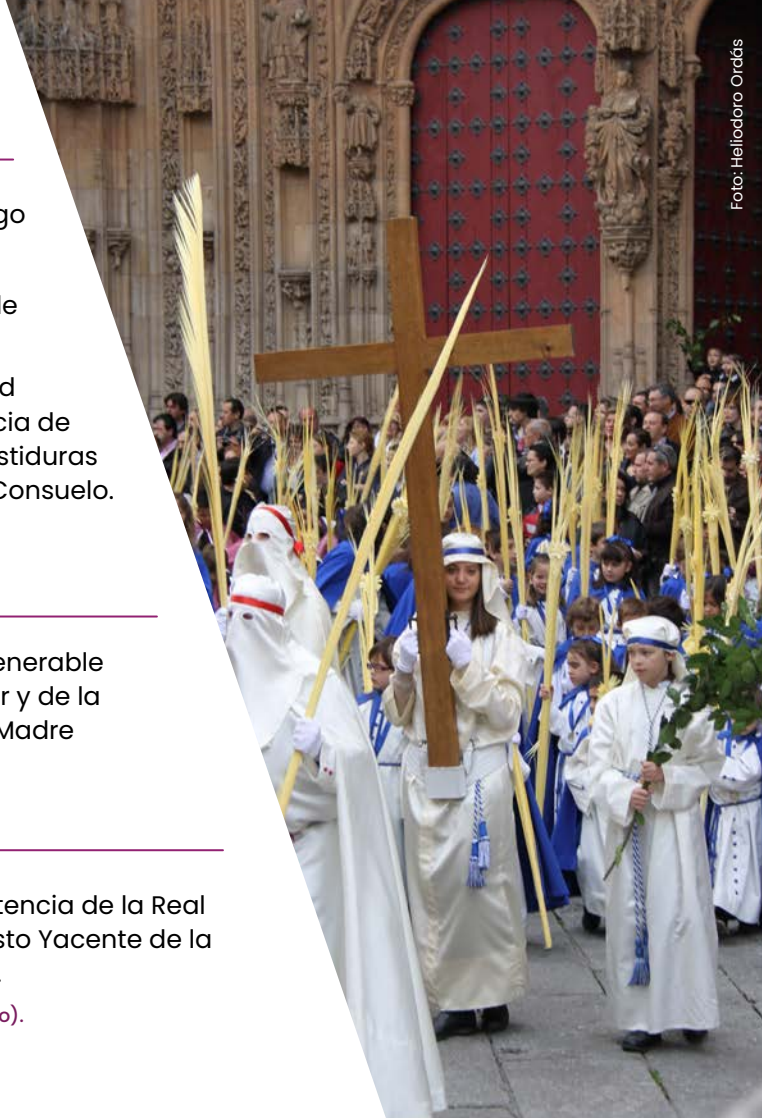 go
le
d
cia de
stiduras
Consuelo.
enerable
r y de la
Madre
tencia de la Real
sto Yacente de la
.
o).
Foto: Heliodoro Ordás